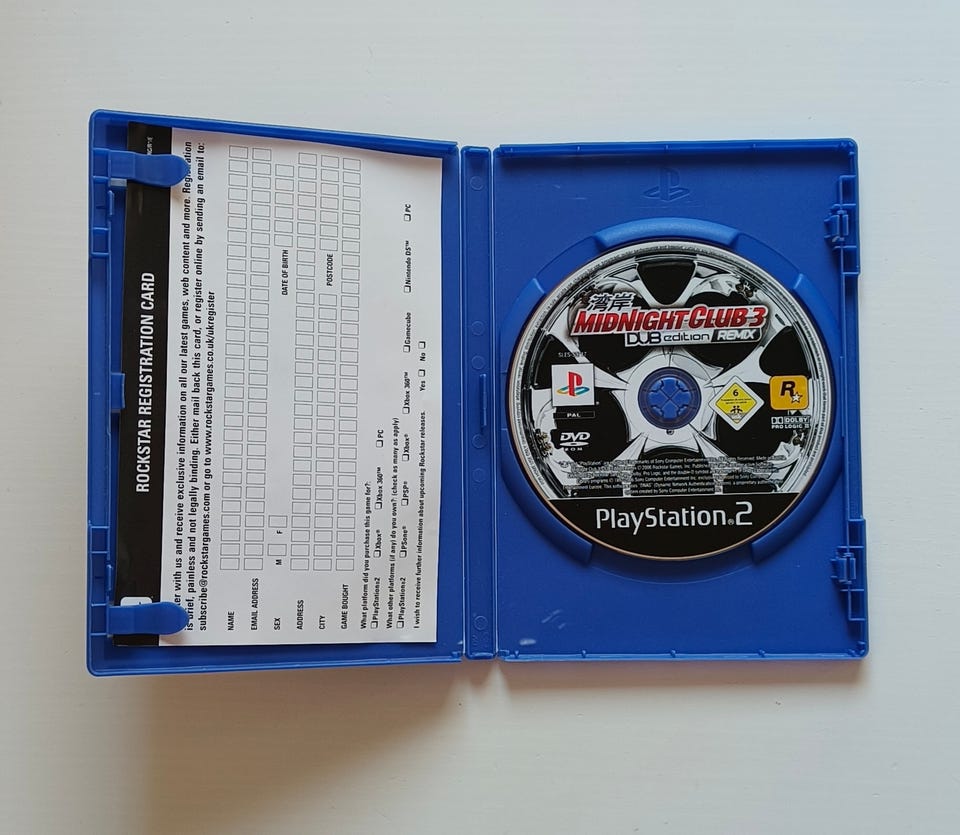 ROCKSTAR REGISTRATION CARD
er with us and receive exclusive information on all our latest games, web content and more. Registration
is brief, painless and not legally binding. Either mail back this card, or register online by sending an email to:
subscribe@rockstargames.com or go to www.rockstargames.co.uk/ukregister
NAME
EMAIL ADDRESS
SEX M F DATE OF BIRTH
ADDRESS
CITY POSTCODE
GAME BOUGHT
What platform did you purchase this game for?:
PlayStation2 Xbox® Xbox 360™ PC
What other platforms (if any) do you own?: (check as many as apply)
PlayStation2 PSone® PSP® Xbox® Xbox 360™ Gamecube Nintendo DS™ PC
I wish to receive further information about upcoming Rockstar releases. Yes No
湾岸
MIDNIGHT CLUB 3
DUB edition REMIX
PAL
DVD
ROM
6
R
DOLBY
PRO LOGIC II
PlayStation®2